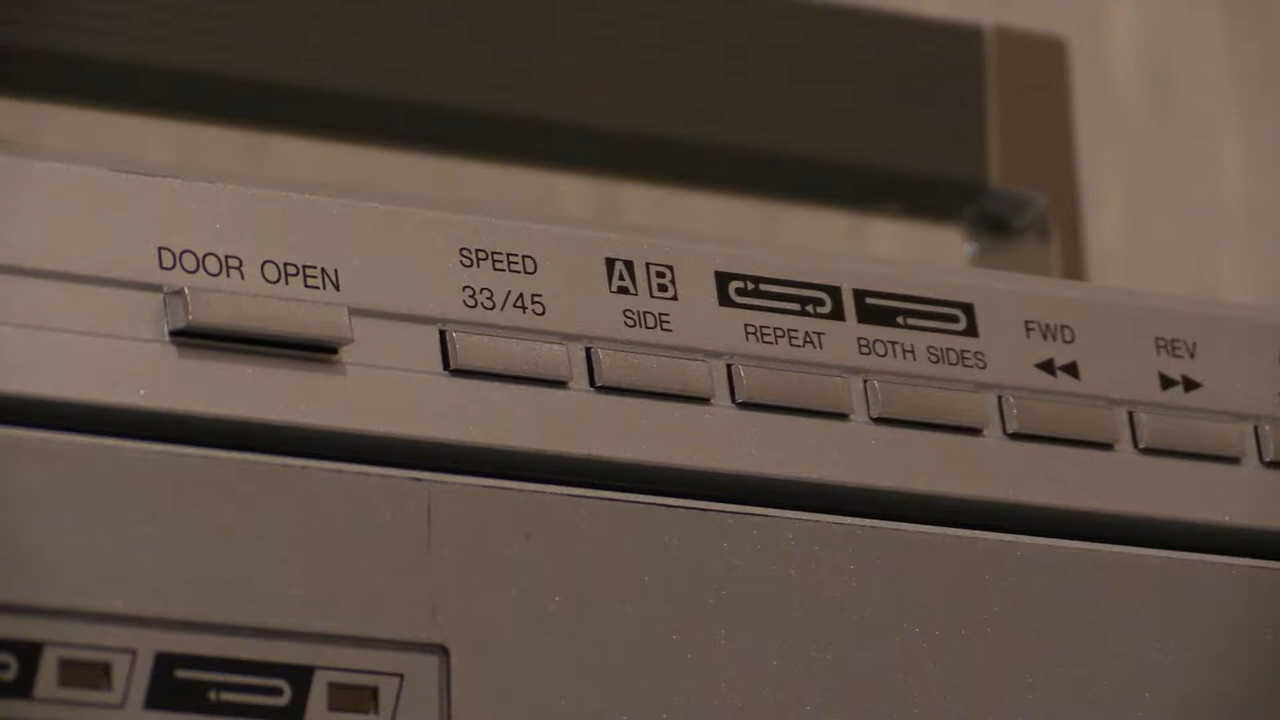 DOOR OPEN
SPEED
33/45
A B
SIDE
REPEAT
BOTH SIDES
FWD
◀◀
REV
▶▶